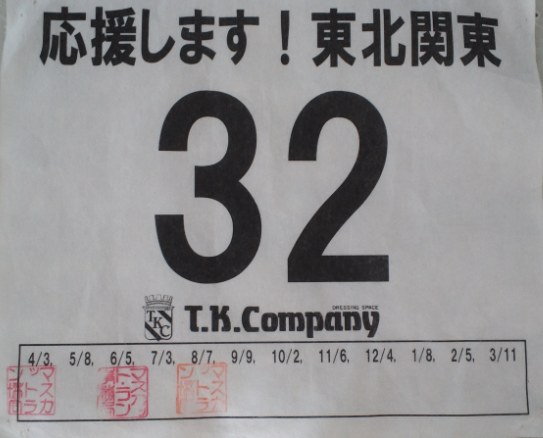 応援します!東北関東
32
TKC
DRESSING SPACE
T.K.Company
4/3, 5/8, 6/5, 7/3, 8/7, 9/9, 10/2, 11/6, 12/4, 1/8, 2/5, 3/11